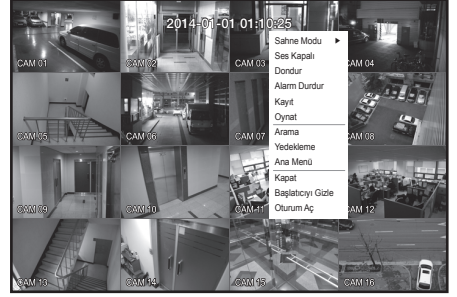 2014-01-01 01:10:25
CAM 01
CAM 02
CAM 03
CAM 04
Sahne Modu
Ses Kapalı
Dondur
Alarm Durdur
Kayıt
Oynat
Arama
Yedekleme
Ana Menü
Kapat
Başlatıcıyı Gizle
Oturum Aç
CAM 05
CAM 06
CAM 07
CAM 08
CAM 09
CAM 10
CAM 11
CAM 12
CAM 13
CAM 14
CAM 15
CAM 16